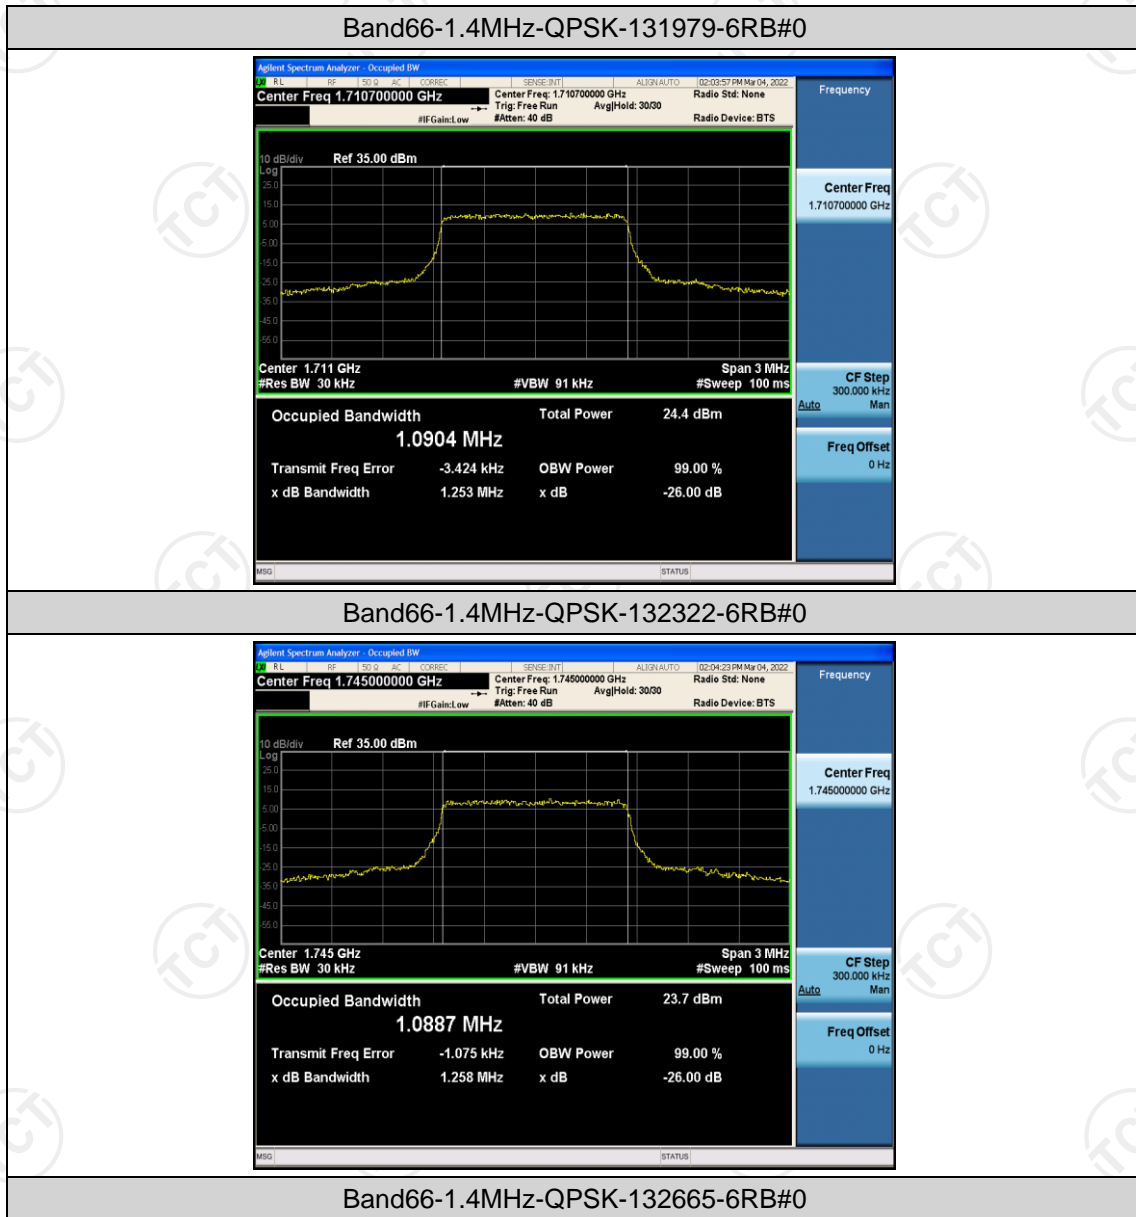 Band66-1.4MHz-QPSK-131979-6RB#0
Agilent Spectrum Analyzer - Occupied BW
RL RF 50 Ω AC CORREC SENSE:INT ALIGN AUTO 02:03:57 PM Mar 04, 2022
Center Freq 1.710700000 GHz Center Freq: 1.710700000 GHz Radio Std: None Frequency
Trig: Free Run Avg|Hold: 30/30
#IFGain:Low #Atten: 40 dB Radio Device: BTS
10 dB/div Ref 35.00 dBm
Log
25.0
15.0
5.00
-5.00
-15.0
-25.0
-35.0
-45.0
-55.0
Center Freq
1.710700000 GHz
Center 1.711 GHz Span 3 MHz
#Res BW 30 kHz #VBW 91 kHz #Sweep 100 ms
CF Step
300.000 kHz
Auto Man
Occupied Bandwidth Total Power 24.4 dBm
1.0904 MHz
Freq Offset
0 Hz
Transmit Freq Error -3.424 kHz OBW Power 99.00 %
x dB Bandwidth 1.253 MHz x dB -26.00 dB
MSG STATUS
Band66-1.4MHz-QPSK-132322-6RB#0
Agilent Spectrum Analyzer - Occupied BW
RL RF 50 Ω AC CORREC SENSE:INT ALIGN AUTO 02:04:23 PM Mar 04, 2022
Center Freq 1.745000000 GHz Center Freq: 1.745000000 GHz Radio Std: None Frequency
Trig: Free Run Avg|Hold: 30/30
#IFGain:Low #Atten: 40 dB Radio Device: BTS
10 dB/div Ref 35.00 dBm
Log
25.0
15.0
5.00
-5.00
-15.0
-25.0
-35.0
-45.0
-55.0
Center Freq
1.745000000 GHz
Center 1.745 GHz Span 3 MHz
#Res BW 30 kHz #VBW 91 kHz #Sweep 100 ms
CF Step
300.000 kHz
Auto Man
Occupied Bandwidth Total Power 23.7 dBm
1.0887 MHz
Freq Offset
0 Hz
Transmit Freq Error -1.075 kHz OBW Power 99.00 %
x dB Bandwidth 1.258 MHz x dB -26.00 dB
MSG STATUS
Band66-1.4MHz-QPSK-132665-6RB#0
TCT
TCT
TCT
TCT
TCT
TCT
TCT
TCT
TCT
TCT
TCT
TCT